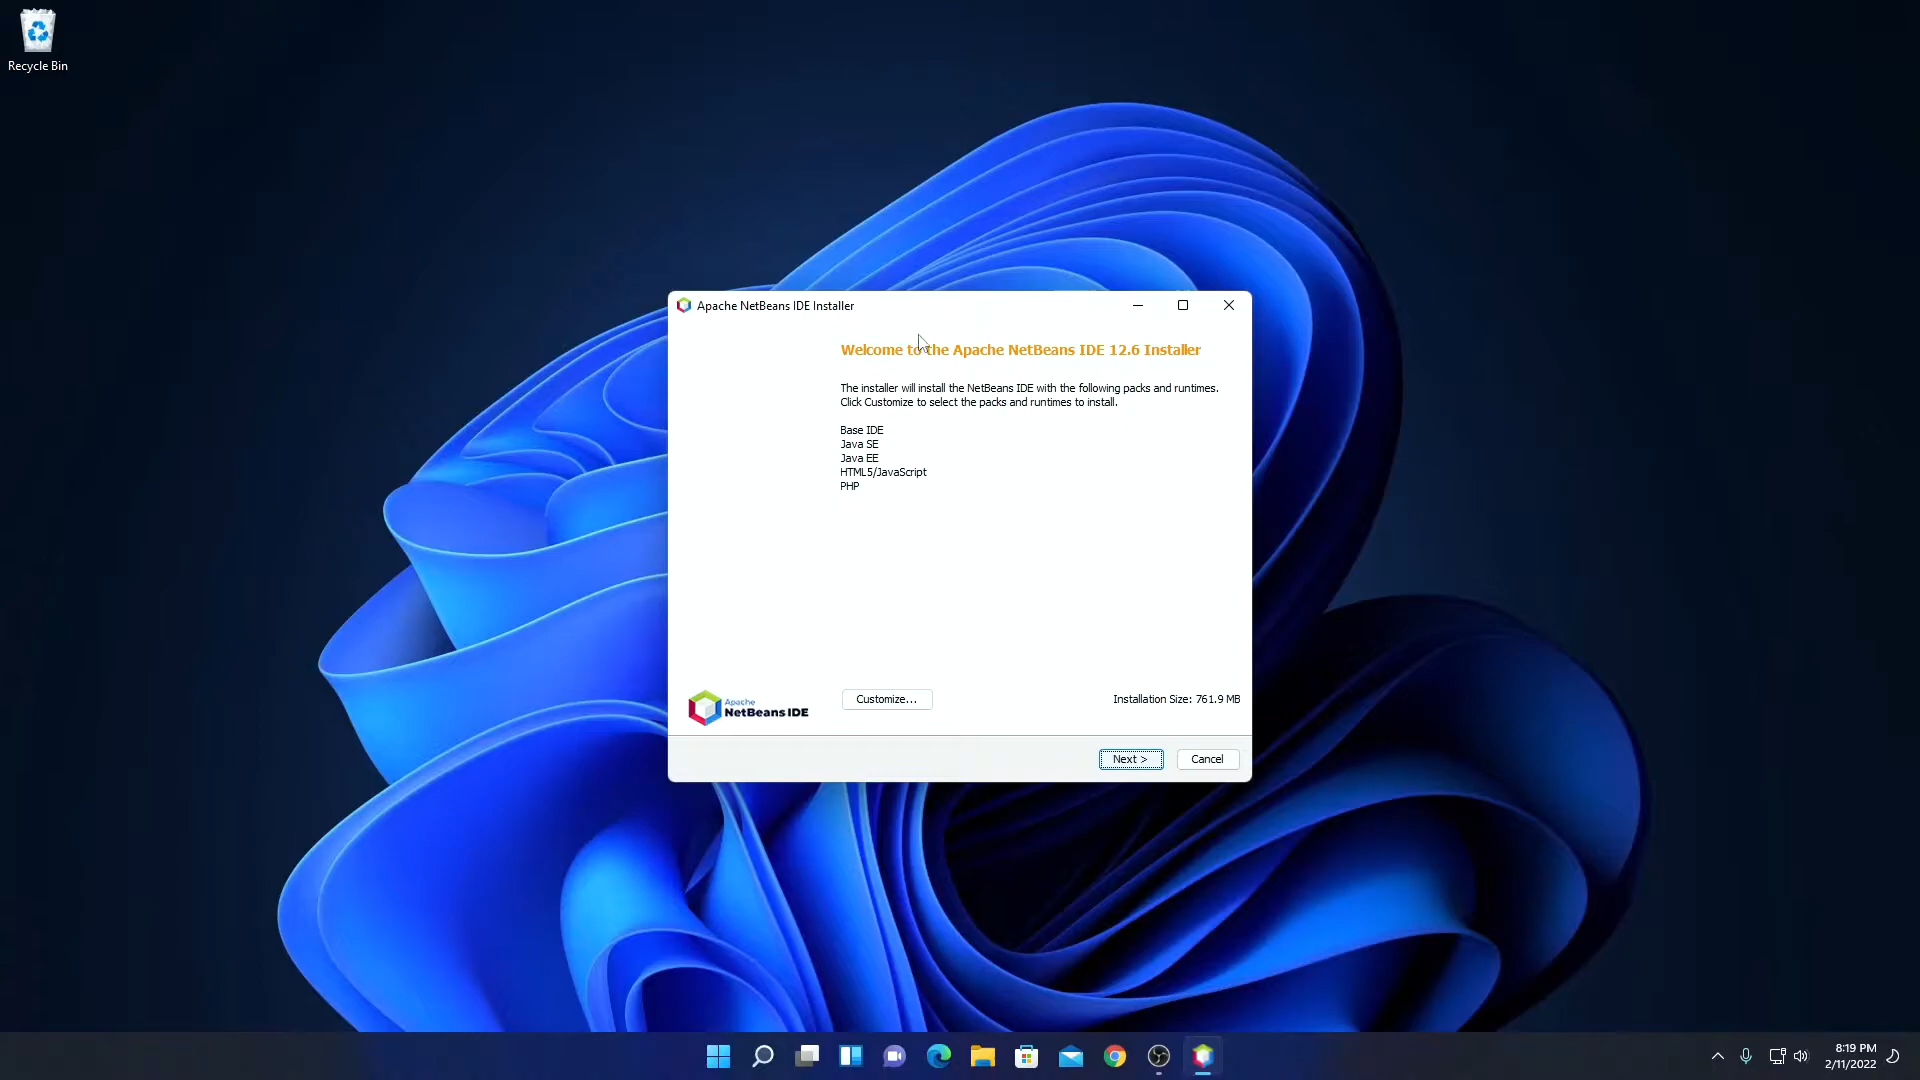 Recycle Bin
Apache NetBeans IDE Installer
Welcome to the Apache NetBeans IDE 12.6 Installer
The installer will install the NetBeans IDE with the following packs and runtimes.
Click Customize to select the packs and runtimes to install.
Base IDE
Java SE
Java EE
HTML5/JavaScript
PHP
Apache
NetBeans IDE
Customize...
Installation Size: 761.9 MB
Next >
Cancel
8:19 PM
2/11/2022